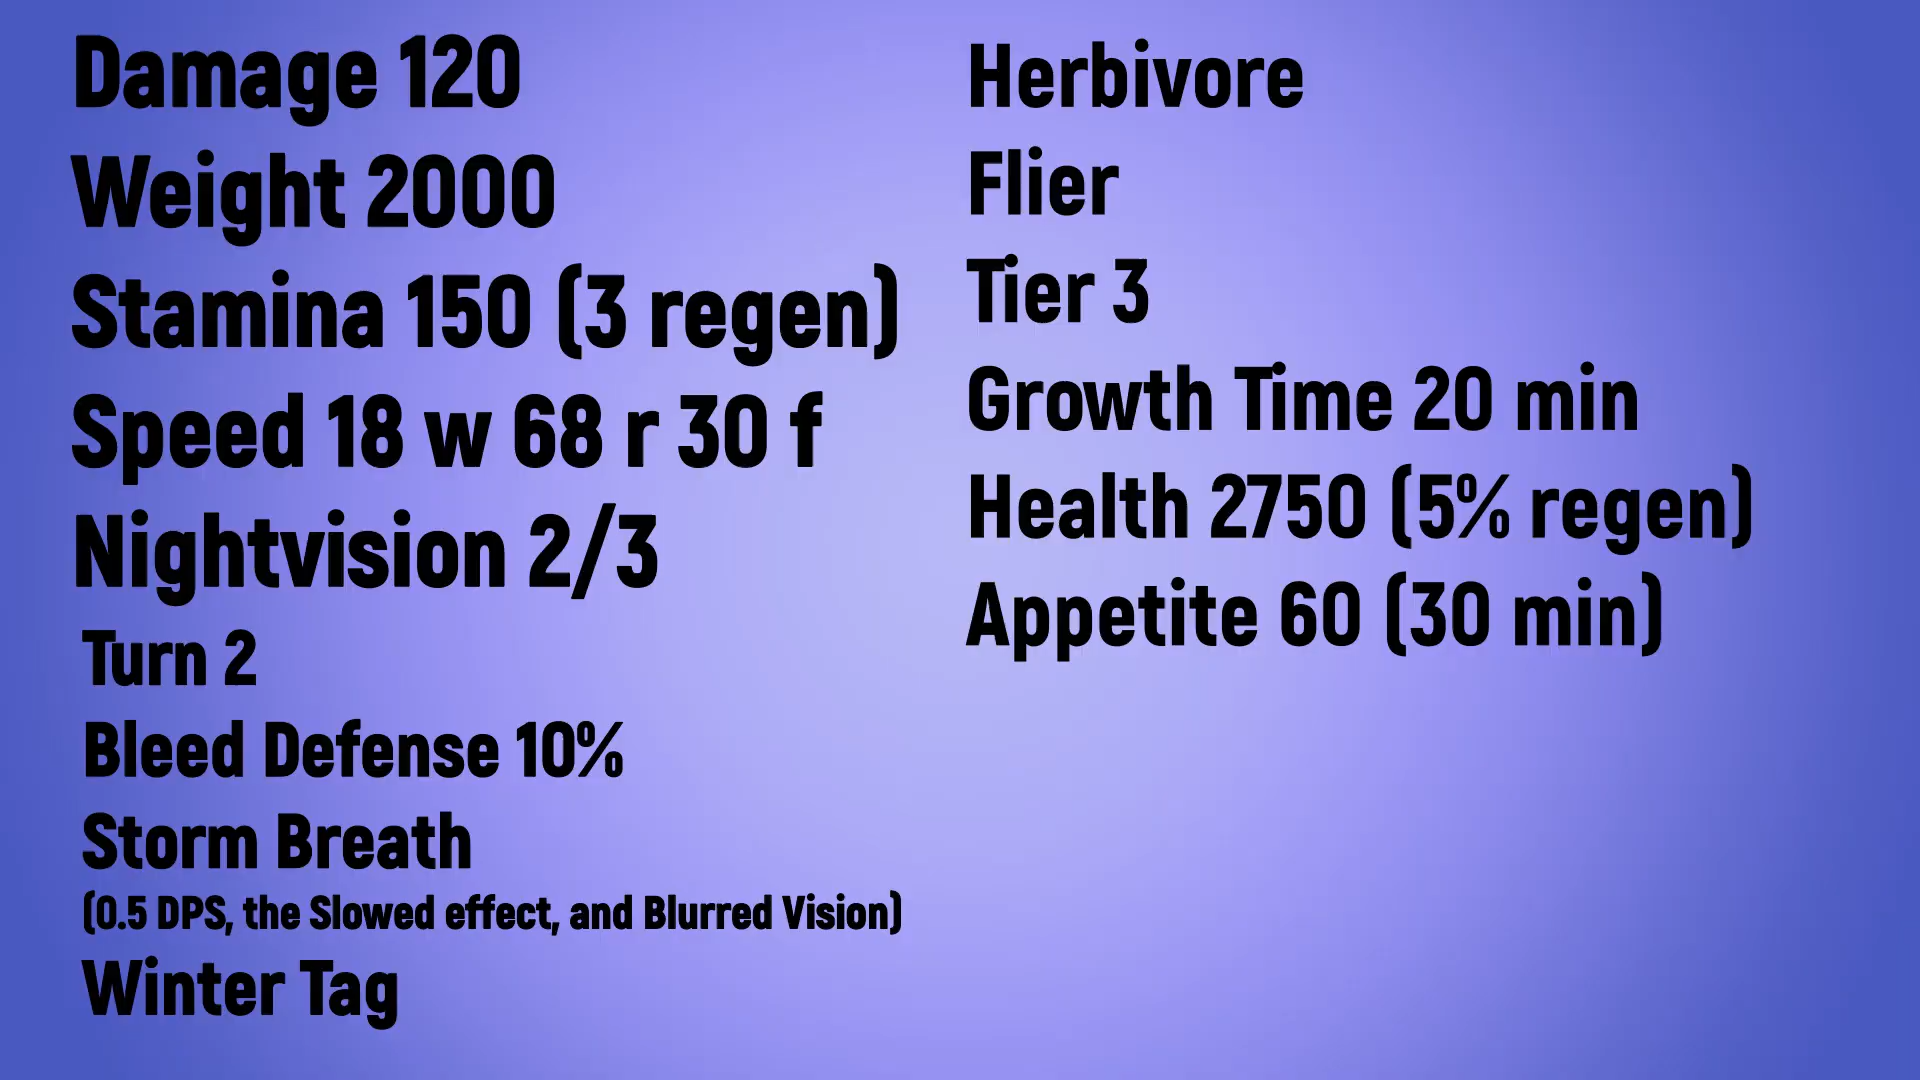 Damage 120
Weight 2000
Stamina 150 (3 regen)
Speed 18 w 68 r 30 f
Nightvision 2/3
Turn 2
Bleed Defense 10%
Storm Breath
(0.5 DPS, the Slowed effect, and Blurred Vision)
Winter Tag
Herbivore
Flier
Tier 3
Growth Time 20 min
Health 2750 (5% regen)
Appetite 60 (30 min)